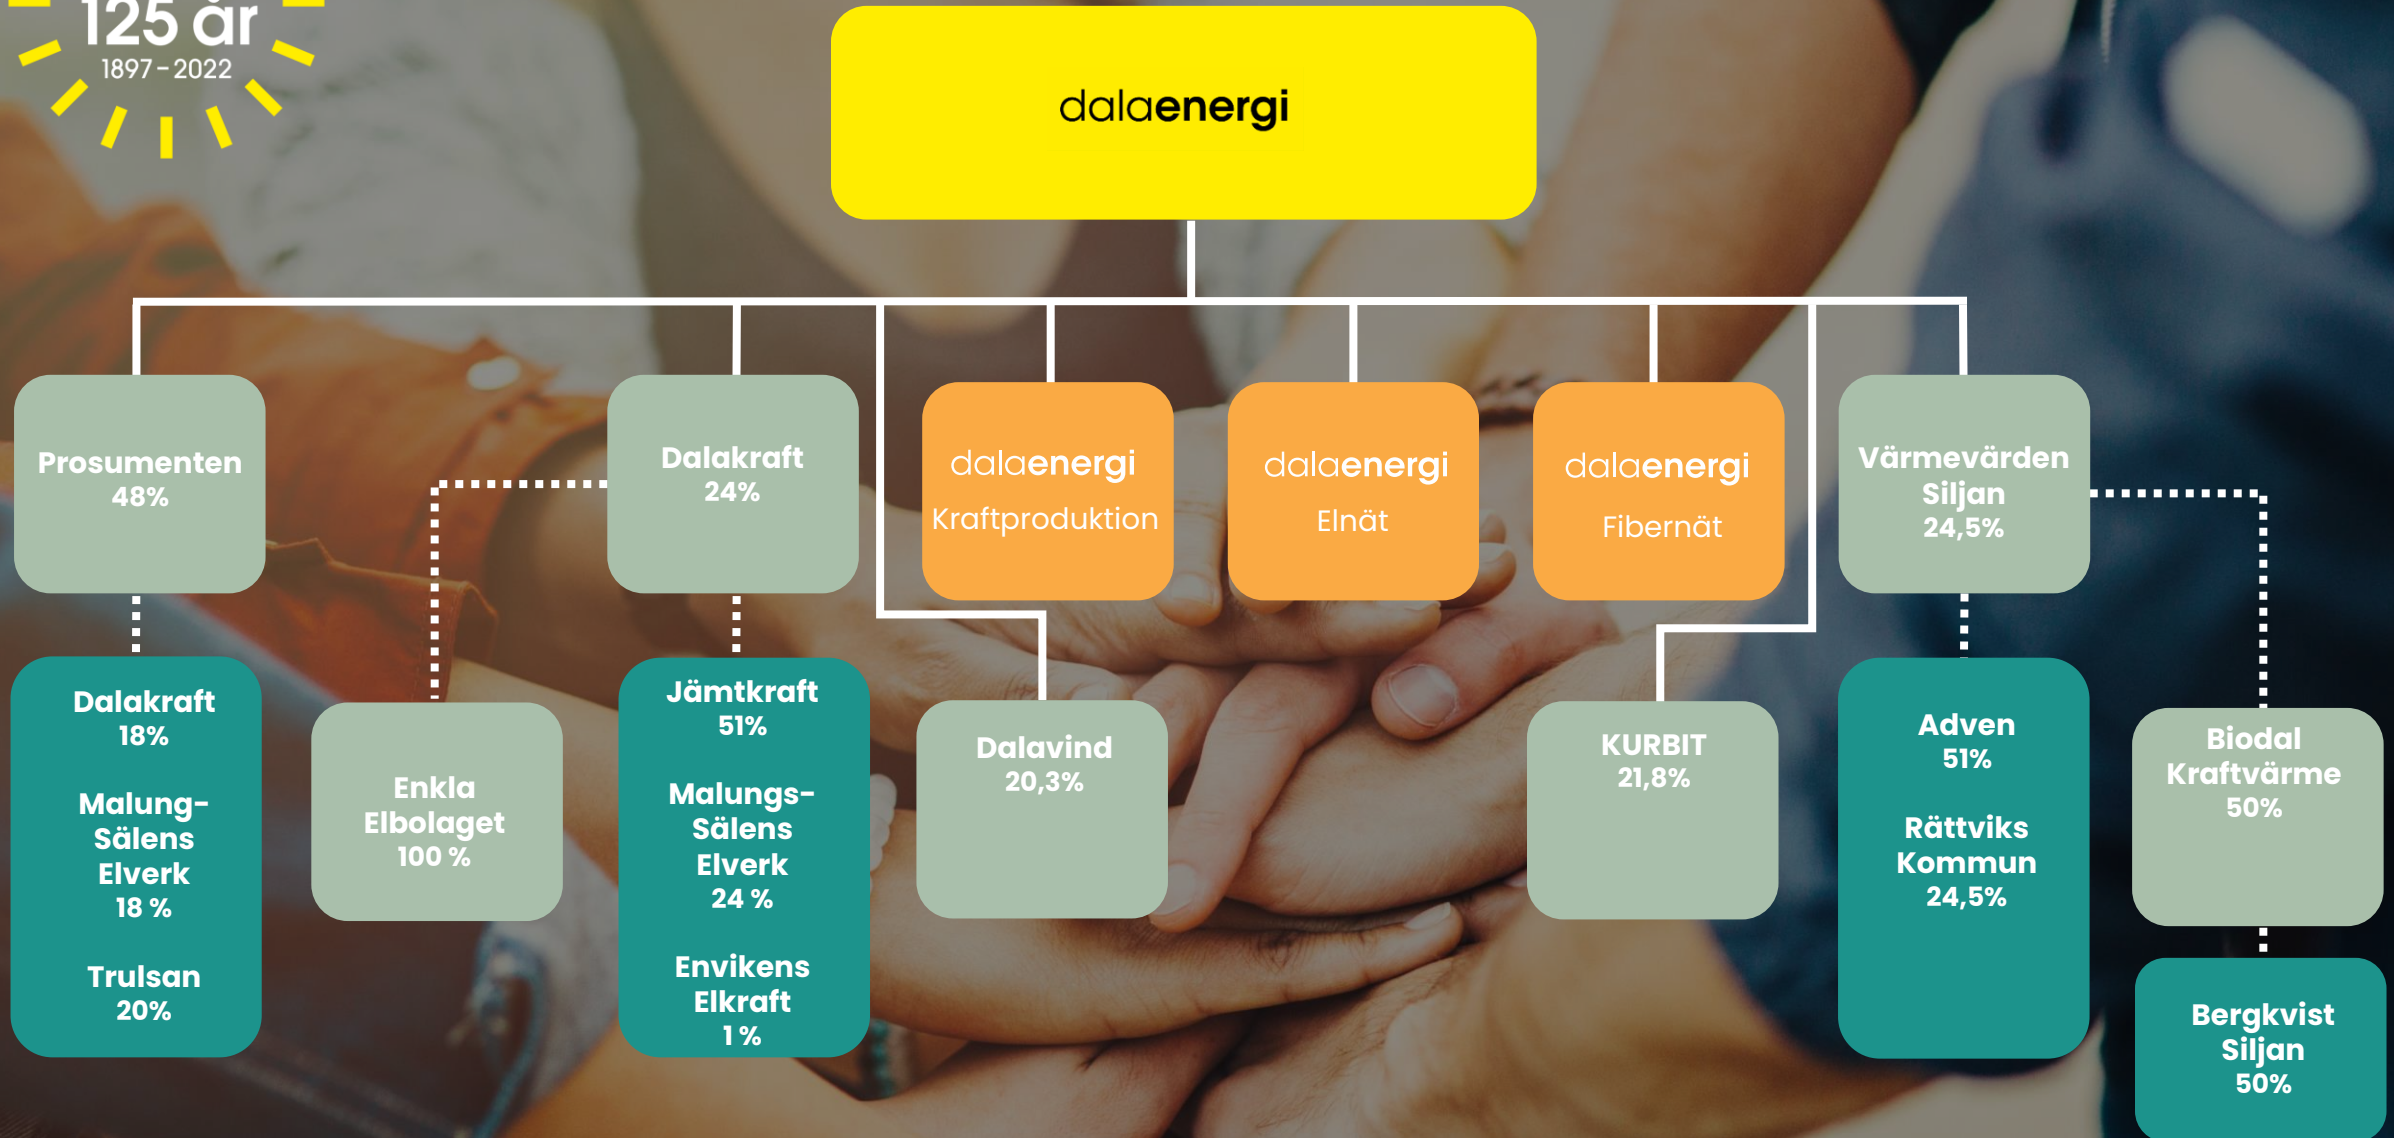 125 år
1897-2022
dalaenergi
Prosumenten
48%
Dalakraft
24%
dalaenergi
Kraftproduktion
dalaenergi
Elnät
dalaenergi
Fibernät
Värmevärden
Siljan
24,5%
Dalakraft
18%
Malung-
Sälens
Elverk
18 %
Trulsan
20%
Enkla
Elbolaget
100 %
Jämtkraft
51%
Malungs-
Sälens
Elverk
24 %
Envikens
Elkraft
1 %
Dalavind
20,3%
KURBIT
21,8%
Adven
51%
Rättviks
Kommun
24,5%
Biodal
Kraftvärme
50%
Bergkvist
Siljan
50%